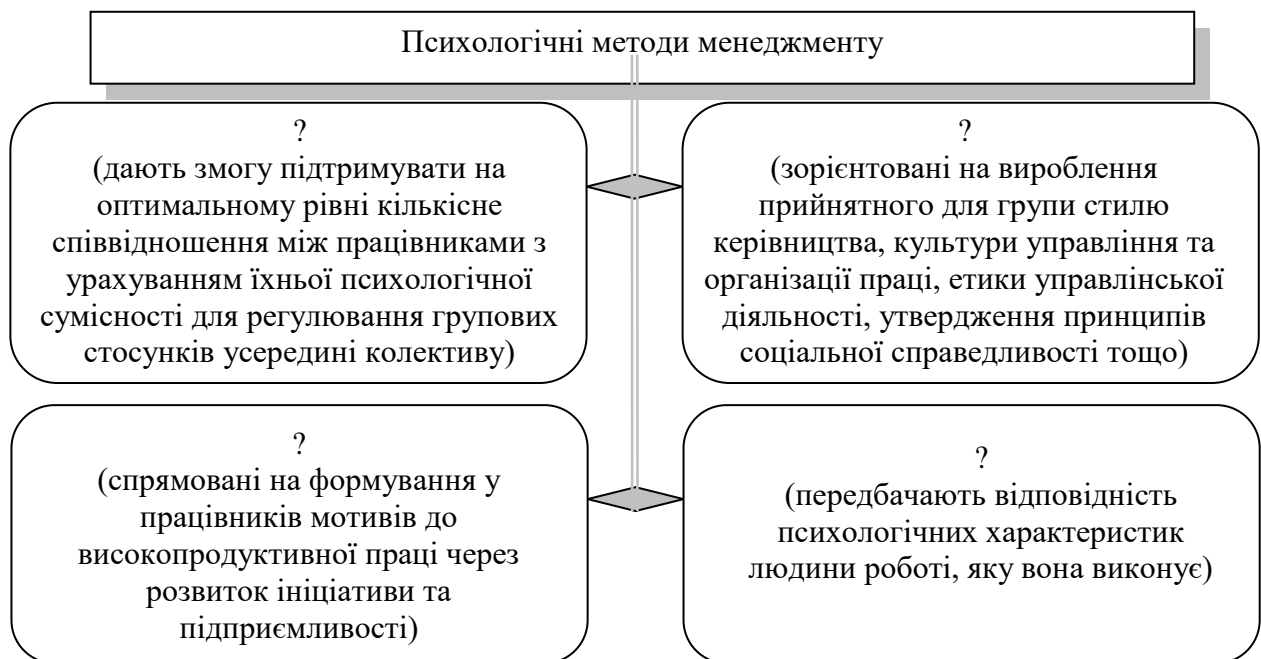 Психологічні методи менеджменту
?
(дають змогу підтримувати на
оптимальному рівні кількісне
співвідношення між працівниками з
урахуванням їхньої психологічної
сумісності для регулювання групових
стосунків усередині колективу)
?
(зорієнтовані на вироблення
прийнятного для групи стилю
керівництва, культури управління та
організації праці, етики управлінської
діяльності, утвердження принципів
соціальної справедливості тощо)
?
(спрямовані на формування у
працівників мотивів до
високопродуктивної праці через
розвиток ініціативи та
підприємливості)
?
(передбачають відповідність
психологічних характеристик
людини роботі, яку вона виконує)